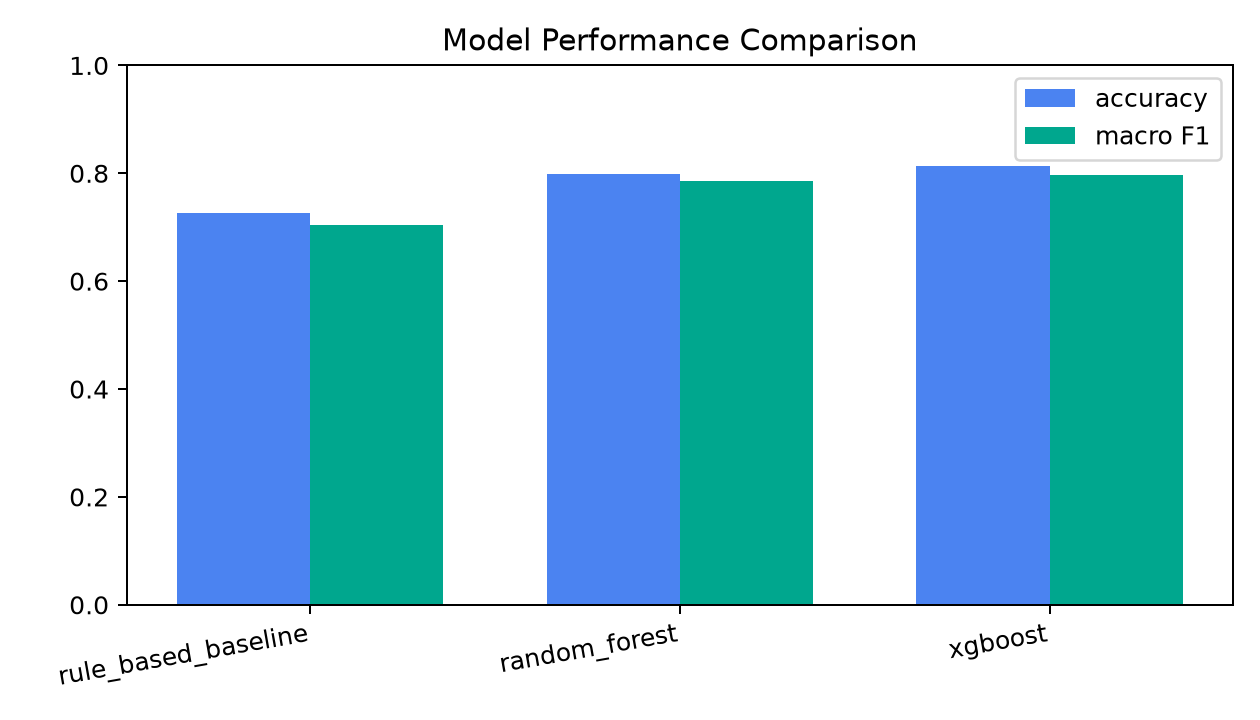 Model Performance Comparison
1.0
0.8
0.6
0.4
0.2
0.0
accuracy
macro F1
rule_based_baseline
random_forest
xgboost